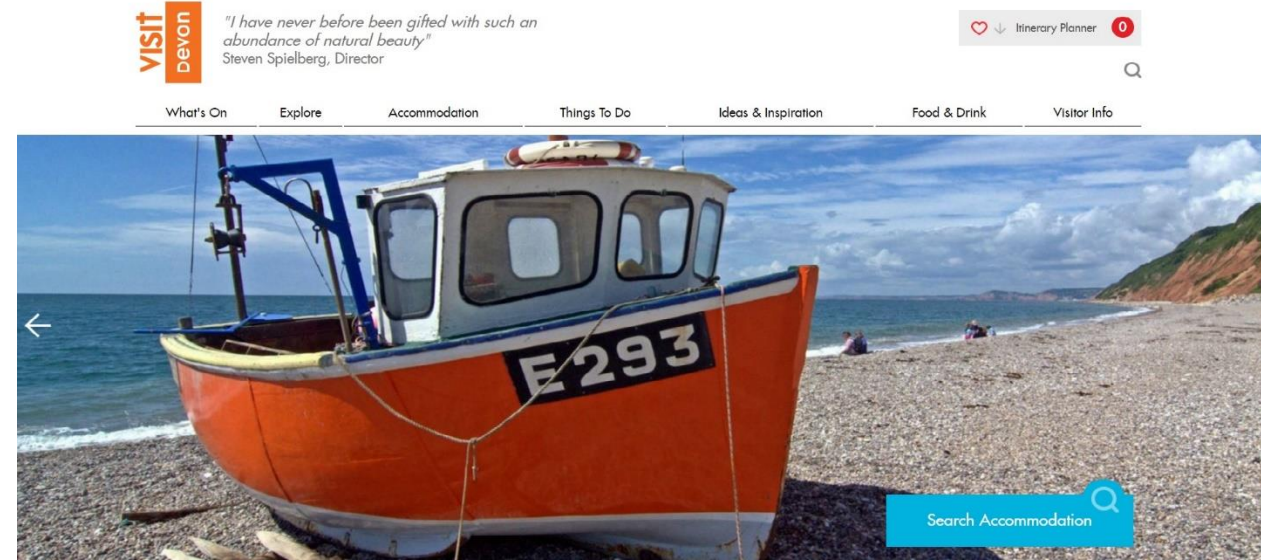 VISIT
Devon
"I have never before been gifted with such an
abundance of natural beauty"
Steven Spielberg, Director
Itinerary Planner 0
What's On Explore Accommodation Things To Do Ideas & Inspiration Food & Drink Visitor Info
E293
Search Accommodation